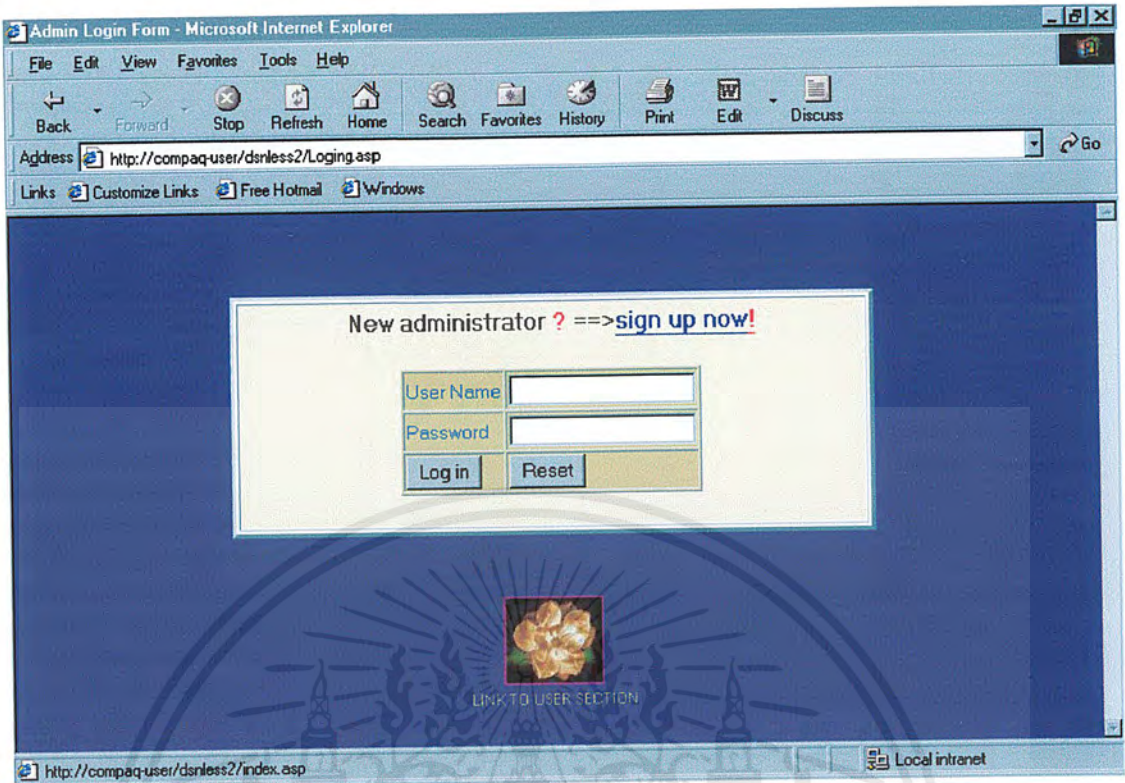 Admin Login Form - Microsoft Internet Explorer
File Edit View Favorites Tools Help
Back Forward Stop Refresh Home Search Favorites History Print Edit Discuss
Address http://compaq-user/dsnless2/Loging.asp Go
Links Customize Links Free Hotmail Windows
New administrator ? ==>sign up now!
User Name
Password
Log in Reset
LINK TO USER SECTION
http://compaq-user/dsnless2/index.asp Local intranet